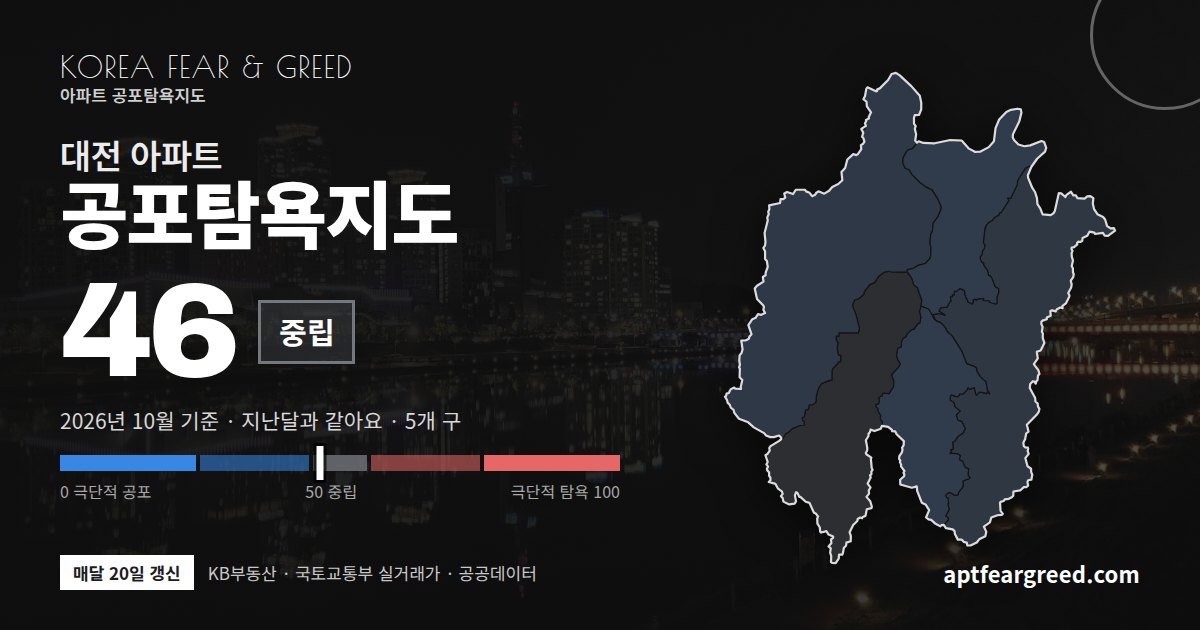 KOREA FEAR & GREED
아파트 공포탐욕지도
대전 아파트
공포탐욕지도
46 중립
2026년 10월 기준 · 지난달과 같아요 · 5개 구
0 극단적 공포 50 중립 극단적 탐욕 100
매달 20일 갱신 KB부동산 · 국토교통부 실거래가 · 공공데이터
aptfeargreed.com